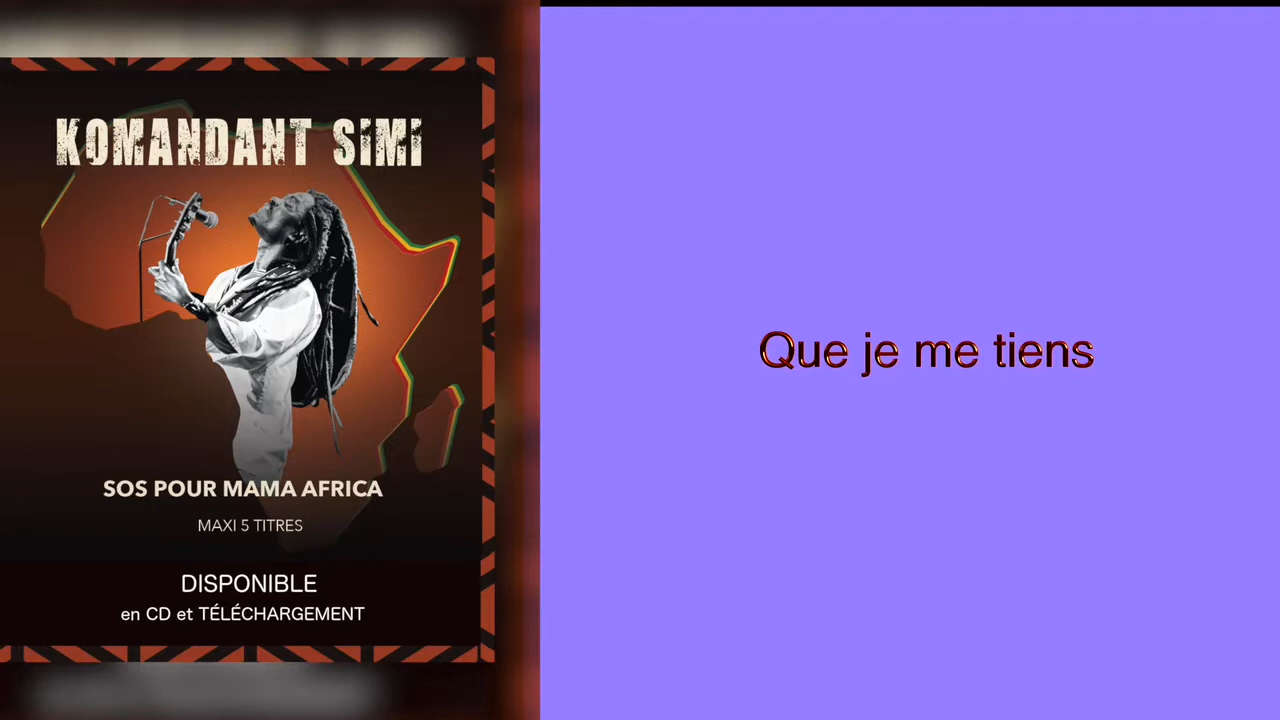 KOMANDANT SIMI
SOS POUR MAMA AFRICA
MAXI 5 TITRES
DISPONIBLE
en CD et TÉLÉCHARGEMENT
Que je me tiens